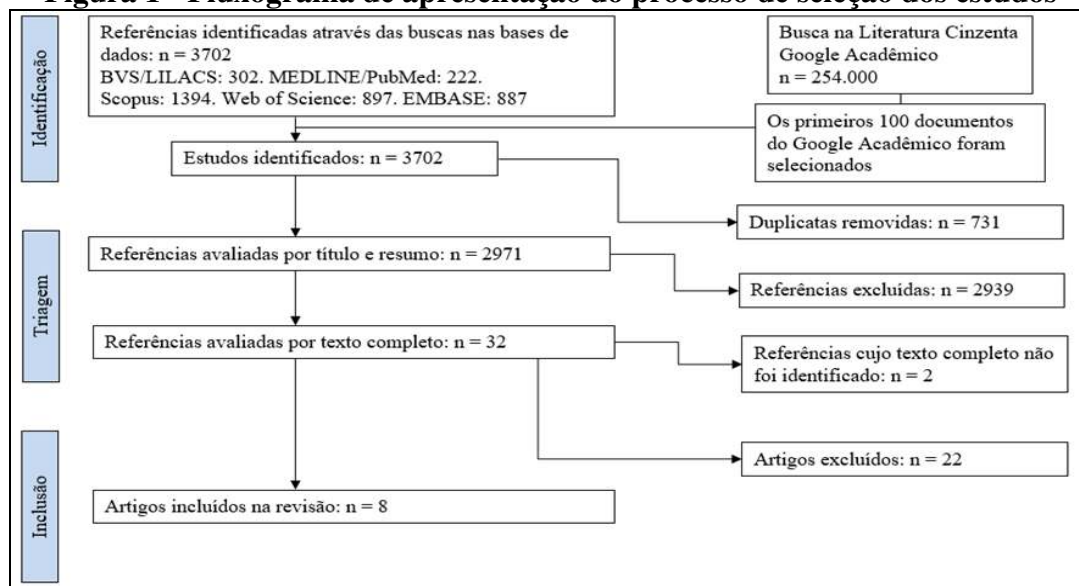 Figura 1 - Fluxograma de apresentação do processo de seleção dos estudos
Identificação
Referências identificadas através das buscas nas bases de
dados: n = 3702
BVS/LILACS: 302. MEDLINE/PubMed: 222.
Scopus: 1394. Web of Science: 897. EMBASE: 887
Busca na Literatura Cinzenta
Google Acadêmico
n = 254.000
Os primeiros 100 documentos
do Google Acadêmico foram
selecionados
Estudos identificados: n = 3702
Duplicatas removidas: n = 731
Triagem
Referências avaliadas por título e resumo: n = 2971
Referências excluídas: n = 2939
Referências avaliadas por texto completo: n = 32
Referências cujo texto completo não
foi identificado: n = 2
Artigos excluídos: n = 22
Inclusão
Artigos incluídos na revisão: n = 8